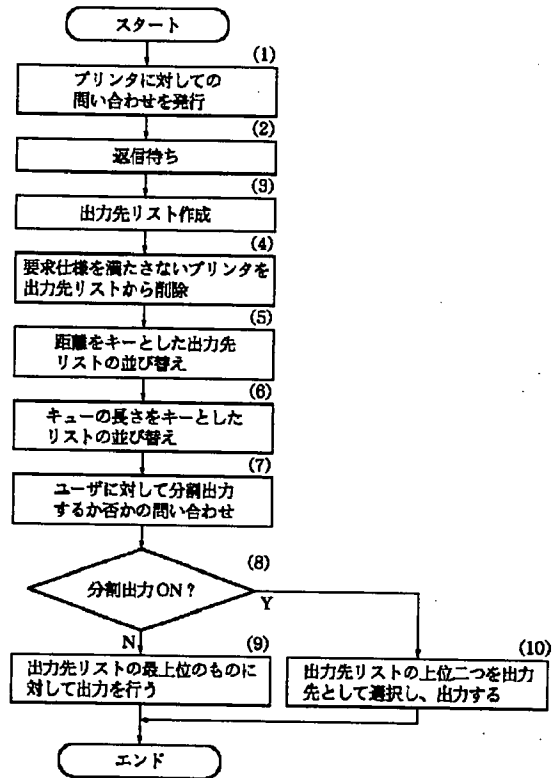 スタート
(1)
プリンタに対しての
問い合わせを発行
(2)
返信待ち
(3)
出力先リスト作成
(4)
要求仕様を満たさないプリンタを
出力先リストから削除
(5)
距離をキーとした出力先
リストの並び替え
(6)
キューの長さをキーとした
リストの並び替え
(7)
ユーザに対して分割出力
するか否かの問い合わせ
(8)
分割出力ON?
Y
N
(9)
出力先リストの最上位のものに
対して出力を行う
(10)
出力先リストの上位二つを出力
先として選択し、出力する
エンド